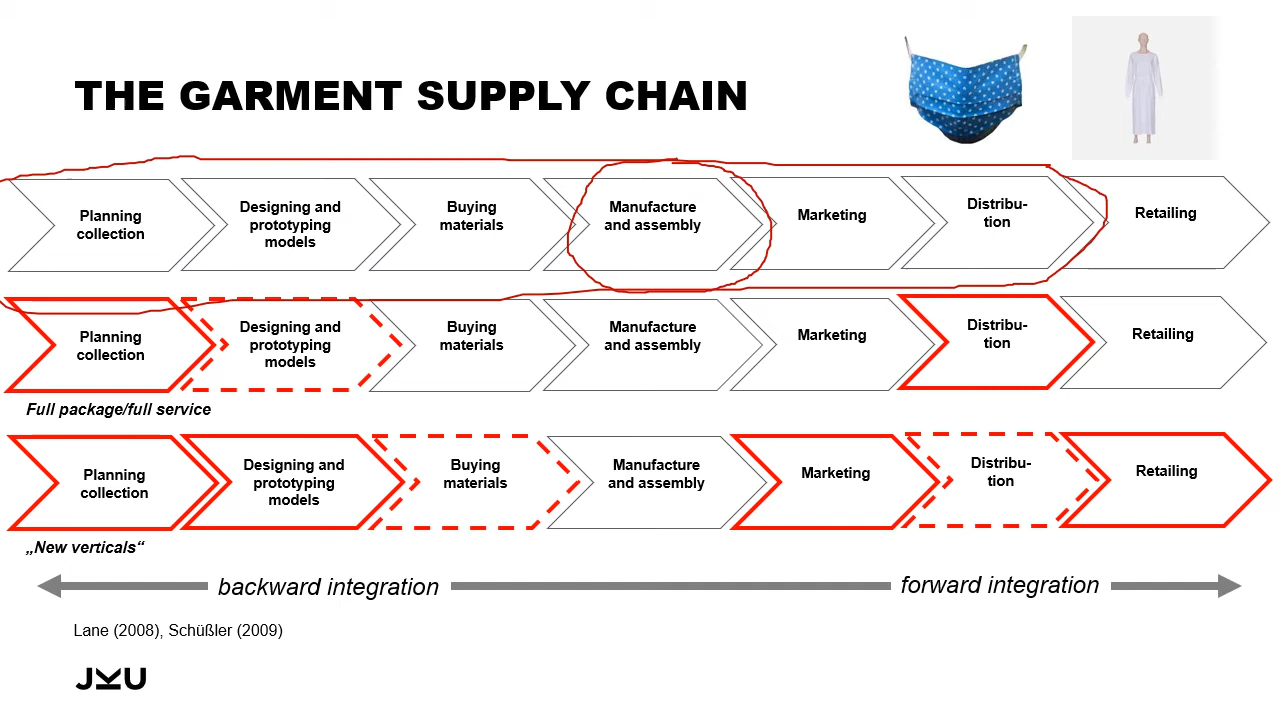 THE GARMENT SUPPLY CHAIN
Planning
collection
Designing and
prototyping
models
Buying
materials
Manufacture
and assembly
Marketing
Distribu-
tion
Retailing
Planning
collection
Designing and
prototyping
models
Buying
materials
Manufacture
and assembly
Marketing
Distribu-
tion
Retailing
Full package/full service
Planning
collection
Designing and
prototyping
models
Buying
materials
Manufacture
and assembly
Marketing
Distribu-
tion
Retailing
„New verticals“
backward integration
forward integration
Lane (2008), Schüßler (2009)
JKU